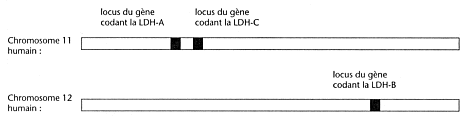 locus du gène
codant la LDH-A
locus du gène
codant la LDH-C
Chromosome 11
humain :
locus du gène
codant la LDH-B
Chromosome 12
humain :